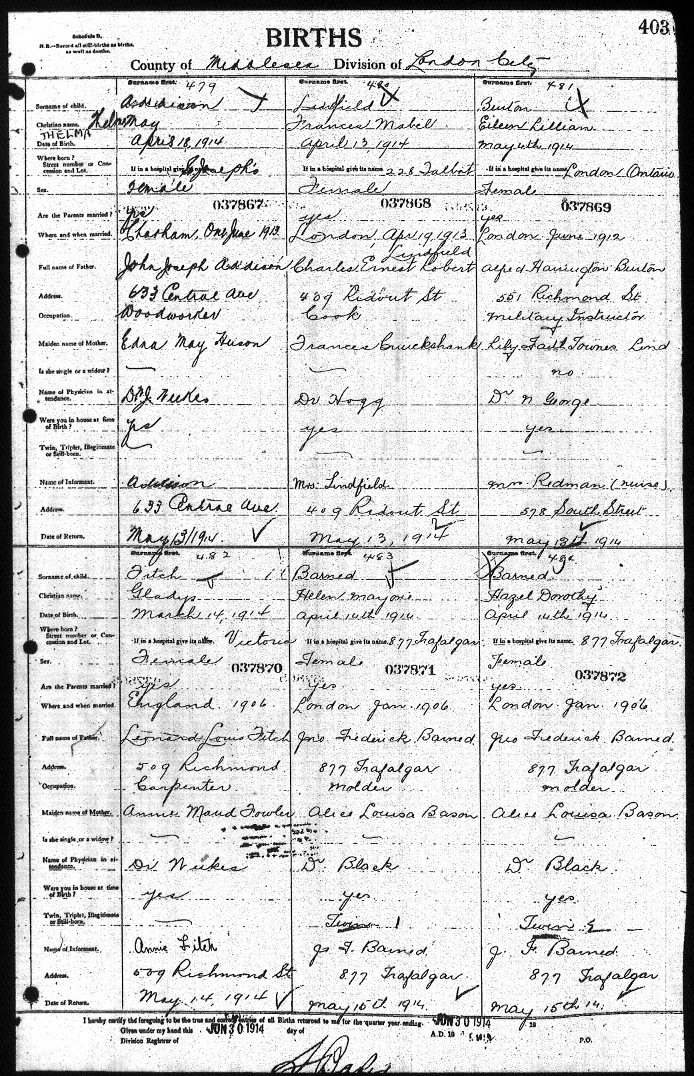 Schedule B.
N. B.—Record all still-births as births, as well as deaths.
BIRTHS
403
County of Middlesex Division of London City
Surname first. Surname first. Surname first.
479 480 481
Surname of child. Addison Lindfield Buxton
Christian name. Thelma May Frances Mabel Eileen Lillian
THELMA
Date of Birth. April 18, 1914 April 13, 1914 May 4th 1914
Where born? Street number or Concession and Lot. If in a hospital give its name St Joseph's If in a hospital give its name 228 Talbot If in a hospital give its name London Ontario
Sex. Female Female Female
037867 037868 037869
Are the Parents married? yes yes yes
Where and when married. Chatham, Ont June 1913 London, Apr 19, 1913 London June 1912
Full name of Father. John Joseph Addison Charles Ernest Robert Lindfield Alfred Buxton
Address. 633 Central Ave 409 Ridout St 551 Richmond St
Occupation. Woodworker Cook Military Instructor
Maiden name of Mother. Edna May Frances Cruickshank Lily Faith
Is she single or a widow? — — no
Name of Physician in attendance. Dr J. Weekes Dr Hogg Dr N George
Were you in house at time of Birth? yes yes yes
Twin, Triplet, Illegitimate or Still-born. — —
Name of Informant. Addison Mrs. Lindfield Mrs Redman (nurse)
Address. 633 Central Ave. 409 Ridout St 578 South Street
Date of Return. May 13/1914 May 13, 1914 May 13th 1914
Surname first. Surname first. Surname first.
482 483 484
Surname of child. Fitch Barned Barned
Christian name. Gladys Helen Marjorie Hazel Dorothy
Date of Birth. March 14, 1914 April 14th 1914 April 14th 1914
Where born? Street number or Concession and Lot. If in a hospital give its name. Victoria If in a hospital give its name. 877 Trafalgar If in a hospital give its name. 877 Trafalgar.
Sex. Female Female Female
037870 037871 037872
Are the Parents married? yes yes yes
Where and when married. England 1906 London Jan. 1906 London Jan. 1906
Full name of Father. Leonard Louis Fitch Jno Frederick Barned Jno Frederick Barned
Address. 509 Richmond 877 Trafalgar 877 Trafalgar
Occupation. Carpenter Molder Molder
Maiden name of Mother. Annie Maud Fowler Alice Louisa Bason Alice Louisa Bason
Is she single, or a widow? — — —
Name of Physician in attendance. Dr Weekes Dr Black Dr Black
Were you in house at time of Birth? yes yes yes
Twin, Triplet, Illegitimate or Still-born. — Twin 1 Twin 2
Name of Informant. Annie Fitch J F Barned J. F Barned
Address. 509 Richmond St 877 Trafalgar 877 Trafalgar
Date of Return. May 14, 1914 May 15th 1914 May 15th 14
I hereby certify the foregoing to be the true and correct entries of all Births returned to me for the quarter year ending JUN 30 1914 19
Given under my hand this JUN 30 1914 day of A.D. 19
Division Registrar of P.O.